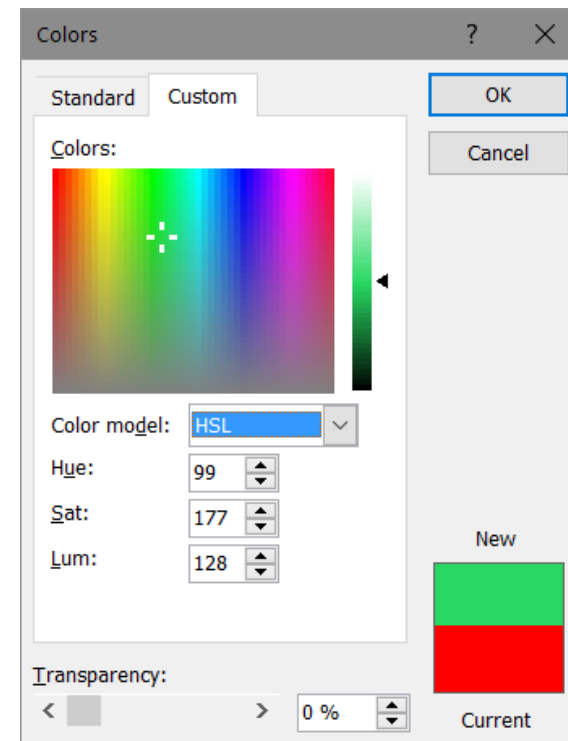 Colors ?
Standard Custom
OK
Cancel
Colors:
Color model: HSL
Hue: 99
Sat: 177
Lum: 128
New
Current
Transparency:
0 %